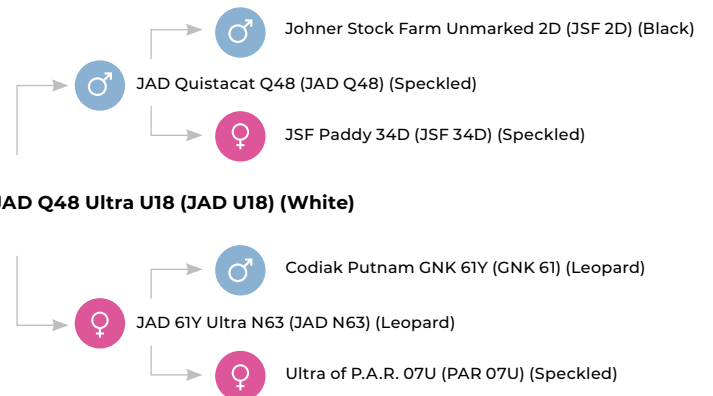 Johner Stock Farm Unmarked 2D (JSF 2D) (Black)
JAD Quistacat Q48 (JAD Q48) (Speckled)
JSF Paddy 34D (JSF 34D) (Speckled)
JAD Q48 Ultra U18 (JAD U18) (White)
Codiak Putnam GNK 61Y (GNK 61) (Leopard)
JAD 61Y Ultra N63 (JAD N63) (Leopard)
Ultra of P.A.R. 07U (PAR 07U) (Speckled)